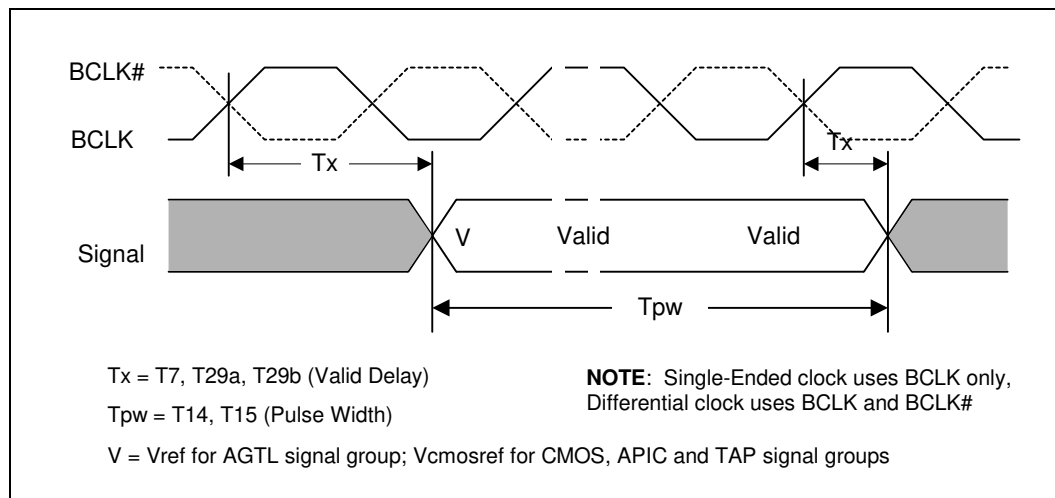 BCLK#
BCLK
Tx
Tx
Signal
V
Valid
Valid
Tpw
Tx = T7, T29a, T29b (Valid Delay)
Tpw = T14, T15 (Pulse Width)
V = Vref for AGTL signal group; Vcmosref for CMOS, APIC and TAP signal groups
NOTE: Single-Ended clock uses BCLK only,
Differential clock uses BCLK and BCLK#